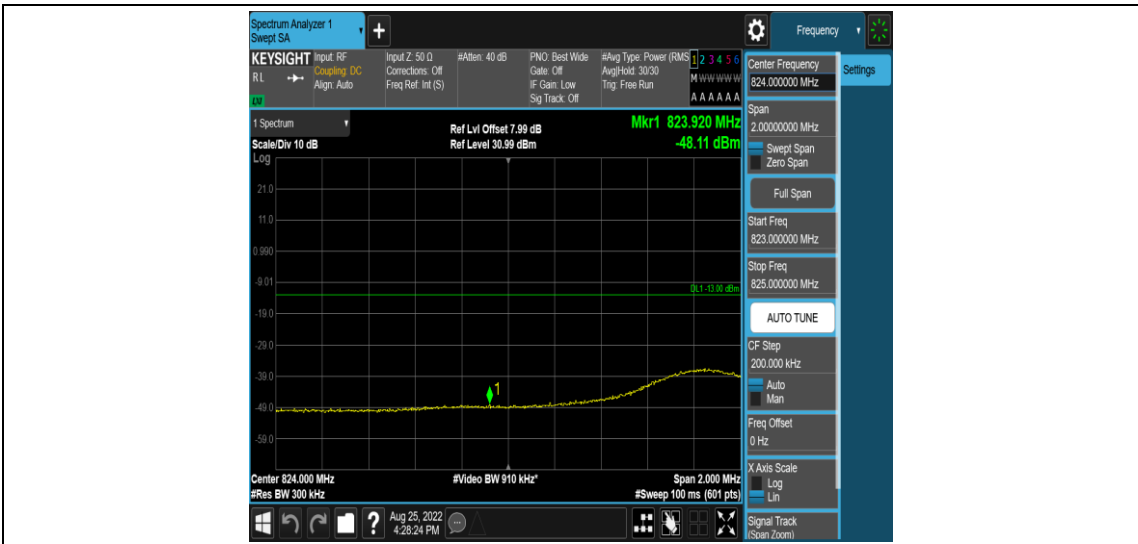 Spectrum Analyzer 1
Swept SA
+
Frequency
KEYSIGHT
RL
LXI
Input: RF
Coupling: DC
Align: Auto
Input Z: 50 Ω
Corrections: Off
Freq Ref: Int (S)
#Atten: 40 dB
PNO: Best Wide
Gate: Off
IF Gain: Low
Sig Track: Off
#Avg Type: Power (RMS
Avg|Hold: 30/30
Trig: Free Run
1 2 3 4 5 6
M W W W W W
A A A A A A
Center Frequency
824.000000 MHz
Settings
Span
2.00000000 MHz
Swept Span
Zero Span
Full Span
Start Freq
823.000000 MHz
Stop Freq
825.000000 MHz
AUTO TUNE
CF Step
200.000 kHz
Auto
Man
Freq Offset
0 Hz
X Axis Scale
Log
Lin
Signal Track
(Span Zoom)
1 Spectrum
Scale/Div 10 dB
Log
Ref Lvl Offset 7.99 dB
Ref Level 30.99 dBm
Mkr1 823.920 MHz
-48.11 dBm
21.0
11.0
0.990
-9.01
DL1 -13.00 dBm
-19.0
-29.0
-39.0
1
-49.0
-59.0
Center 824.000 MHz
#Res BW 300 kHz
#Video BW 910 kHz*
Span 2.000 MHz
#Sweep 100 ms (601 pts)
?
Aug 25, 2022
4:28:24 PM